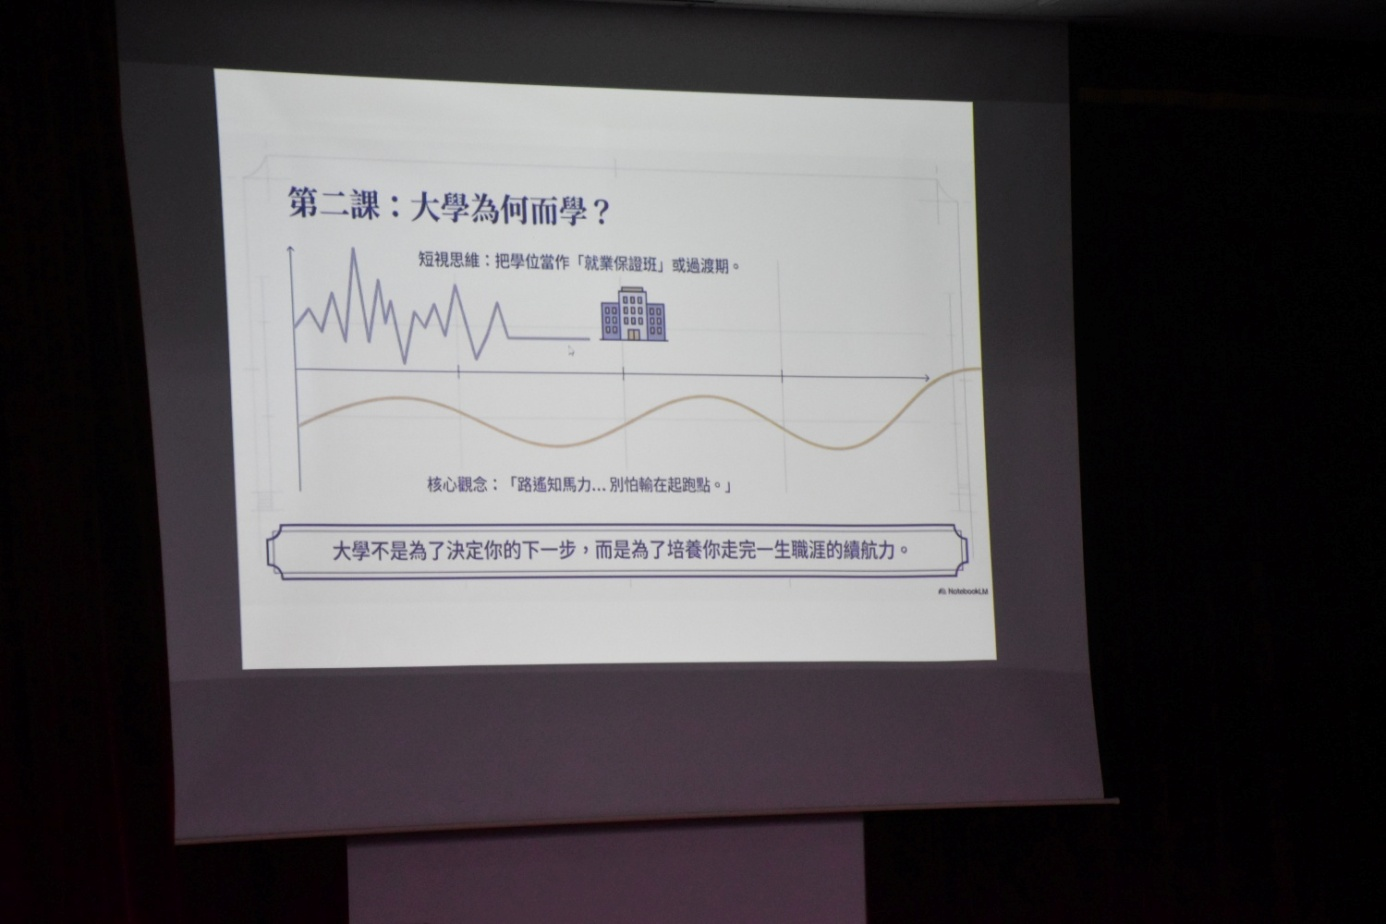 第二課：大學為何而學？
短視思維：把學位當作「就業保證班」或過渡期。
核心觀念：「路遙知馬力... 別怕輸在起跑點。」
大學不是為了決定你的下一步，而是為了培養你走完一生職涯的續航力。
NotebookLM